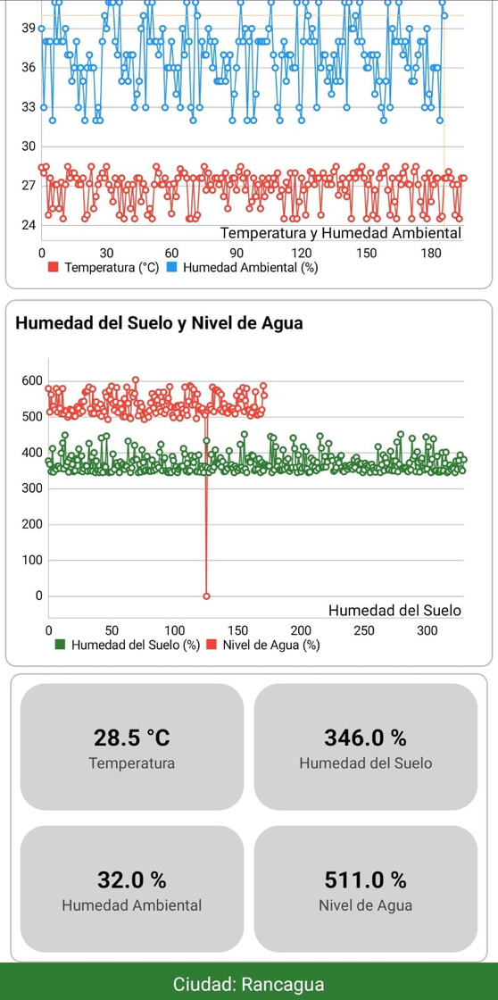 39
36
33
30
27
24
Temperatura y Humedad Ambiental
0 30 60 90 120 150 180
Temperatura (°C) Humedad Ambiental (%)
Humedad del Suelo y Nivel de Agua
600
500
400
300
200
100
0
Humedad del Suelo
0 50 100 150 200 250 300
Humedad del Suelo (%) Nivel de Agua (%)
28.5 °C 346.0 %
Temperatura Humedad del Suelo
32.0 % 511.0 %
Humedad Ambiental Nivel de Agua
Ciudad: Rancagua